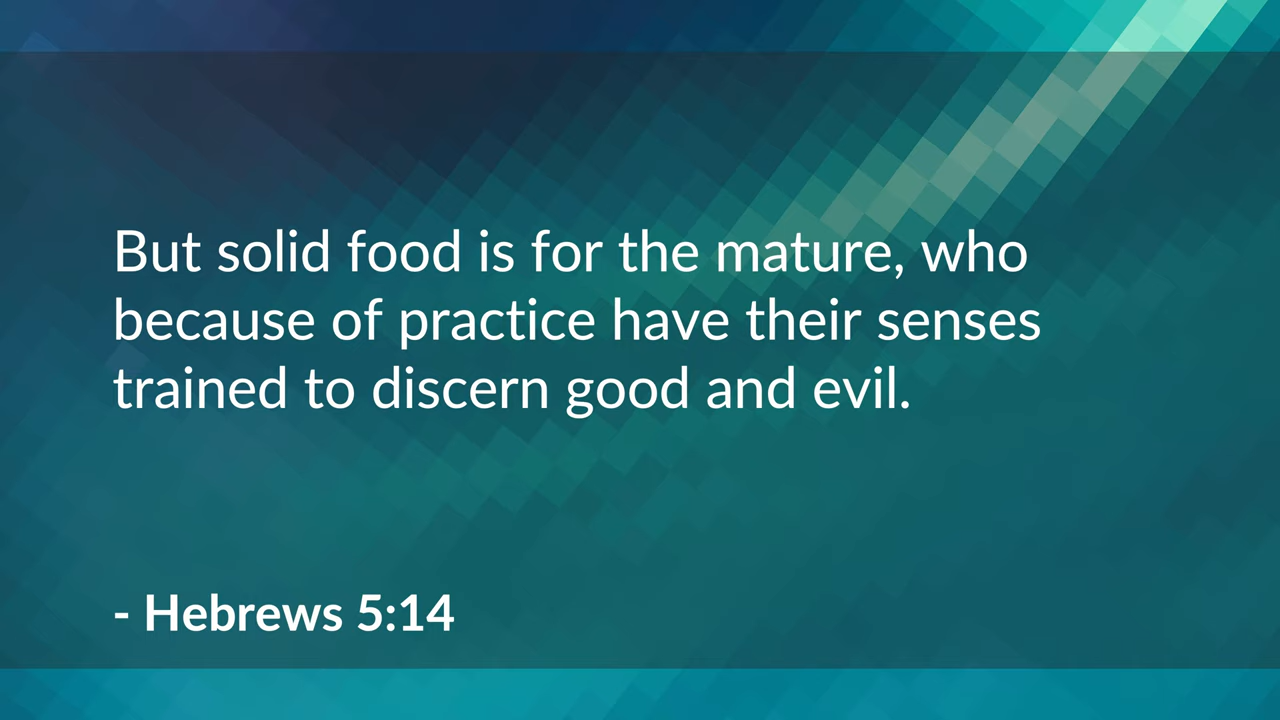 But solid food is for the mature, who
because of practice have their senses
trained to discern good and evil.
- Hebrews 5:14